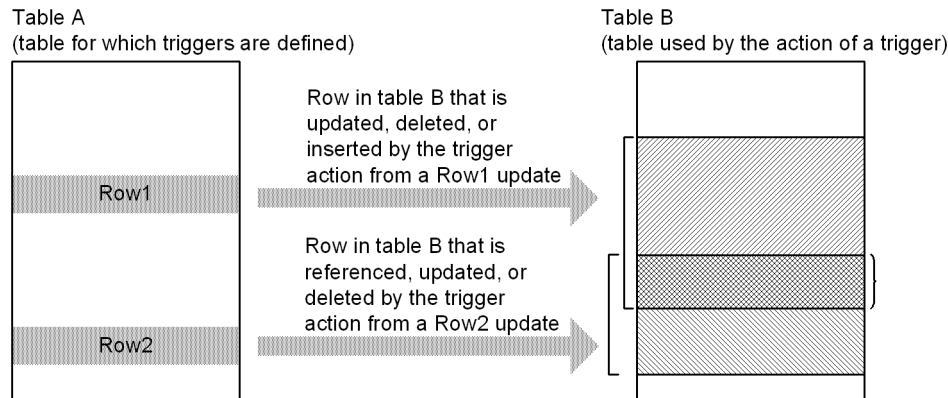 Table A
(table for which triggers are defined)
Table B
(table used by the action of a trigger)
Row in table B that is
updated, deleted, or
inserted by the trigger
action from a Row1 update
Row1
Row in table B that is
referenced, updated, or
deleted by the trigger
action from a Row2 update
Row2